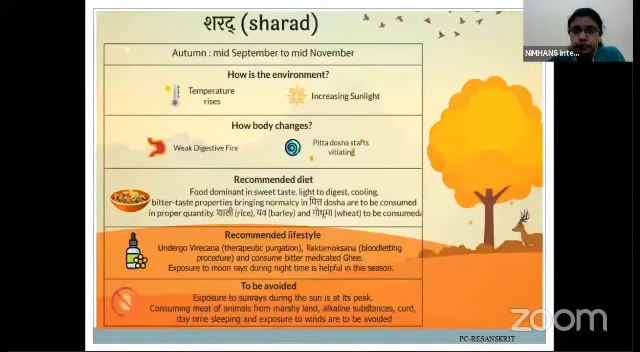 शरद् (sharad)
Autumn : mid September to mid November
How is the environment?
Temperature
rises
Increasing Sunlight
How body changes?
Weak Digestive Fire
Pitta dosha starts
vitiating
Recommended diet
Food dominant in sweet taste, light to digest, cooling,
bitter-taste properties bringing normalcy in पित्त dosha are to be consumed
in proper quantity. शाली (rice), यव (barley) and गोधूमा (wheat) to be consumed
Recommended lifestyle
Undergo Virecana (therapeutic purgation), Raktamoksana (bloodletting
procedure) and consume bitter medicated Ghee.
Exposure to moon rays during night time is helpful in this season.
To be avoided
Exposure to sunrays during the sun is at its peak.
Consuming meat of animals from marshy land, alkaline substances, curd,
day time sleeping and exposure to winds are to be avoided
PC-RESANSKRIT
NIMHANS inte...
zoom